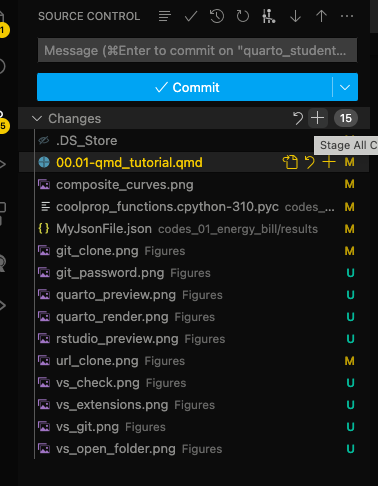 SOURCE CONTROL
Message (⌘Enter to commit on "quarto_student...
Commit
Changes 15
Stage All C
.DS_Store
00.01-qmd_tutorial.qmd M
composite_curves.png M
coolprop_functions.cpython-310.pyc codes_... M
{} MyJsonFile.json codes_01_energy_bill/results M
git_clone.png Figures M
git_password.png Figures U
quarto_preview.png Figures U
quarto_render.png Figures U
rstudio_preview.png Figures U
url_clone.png Figures M
vs_check.png Figures U
vs_extensions.png Figures U
vs_git.png Figures U
vs_open_folder.png Figures U